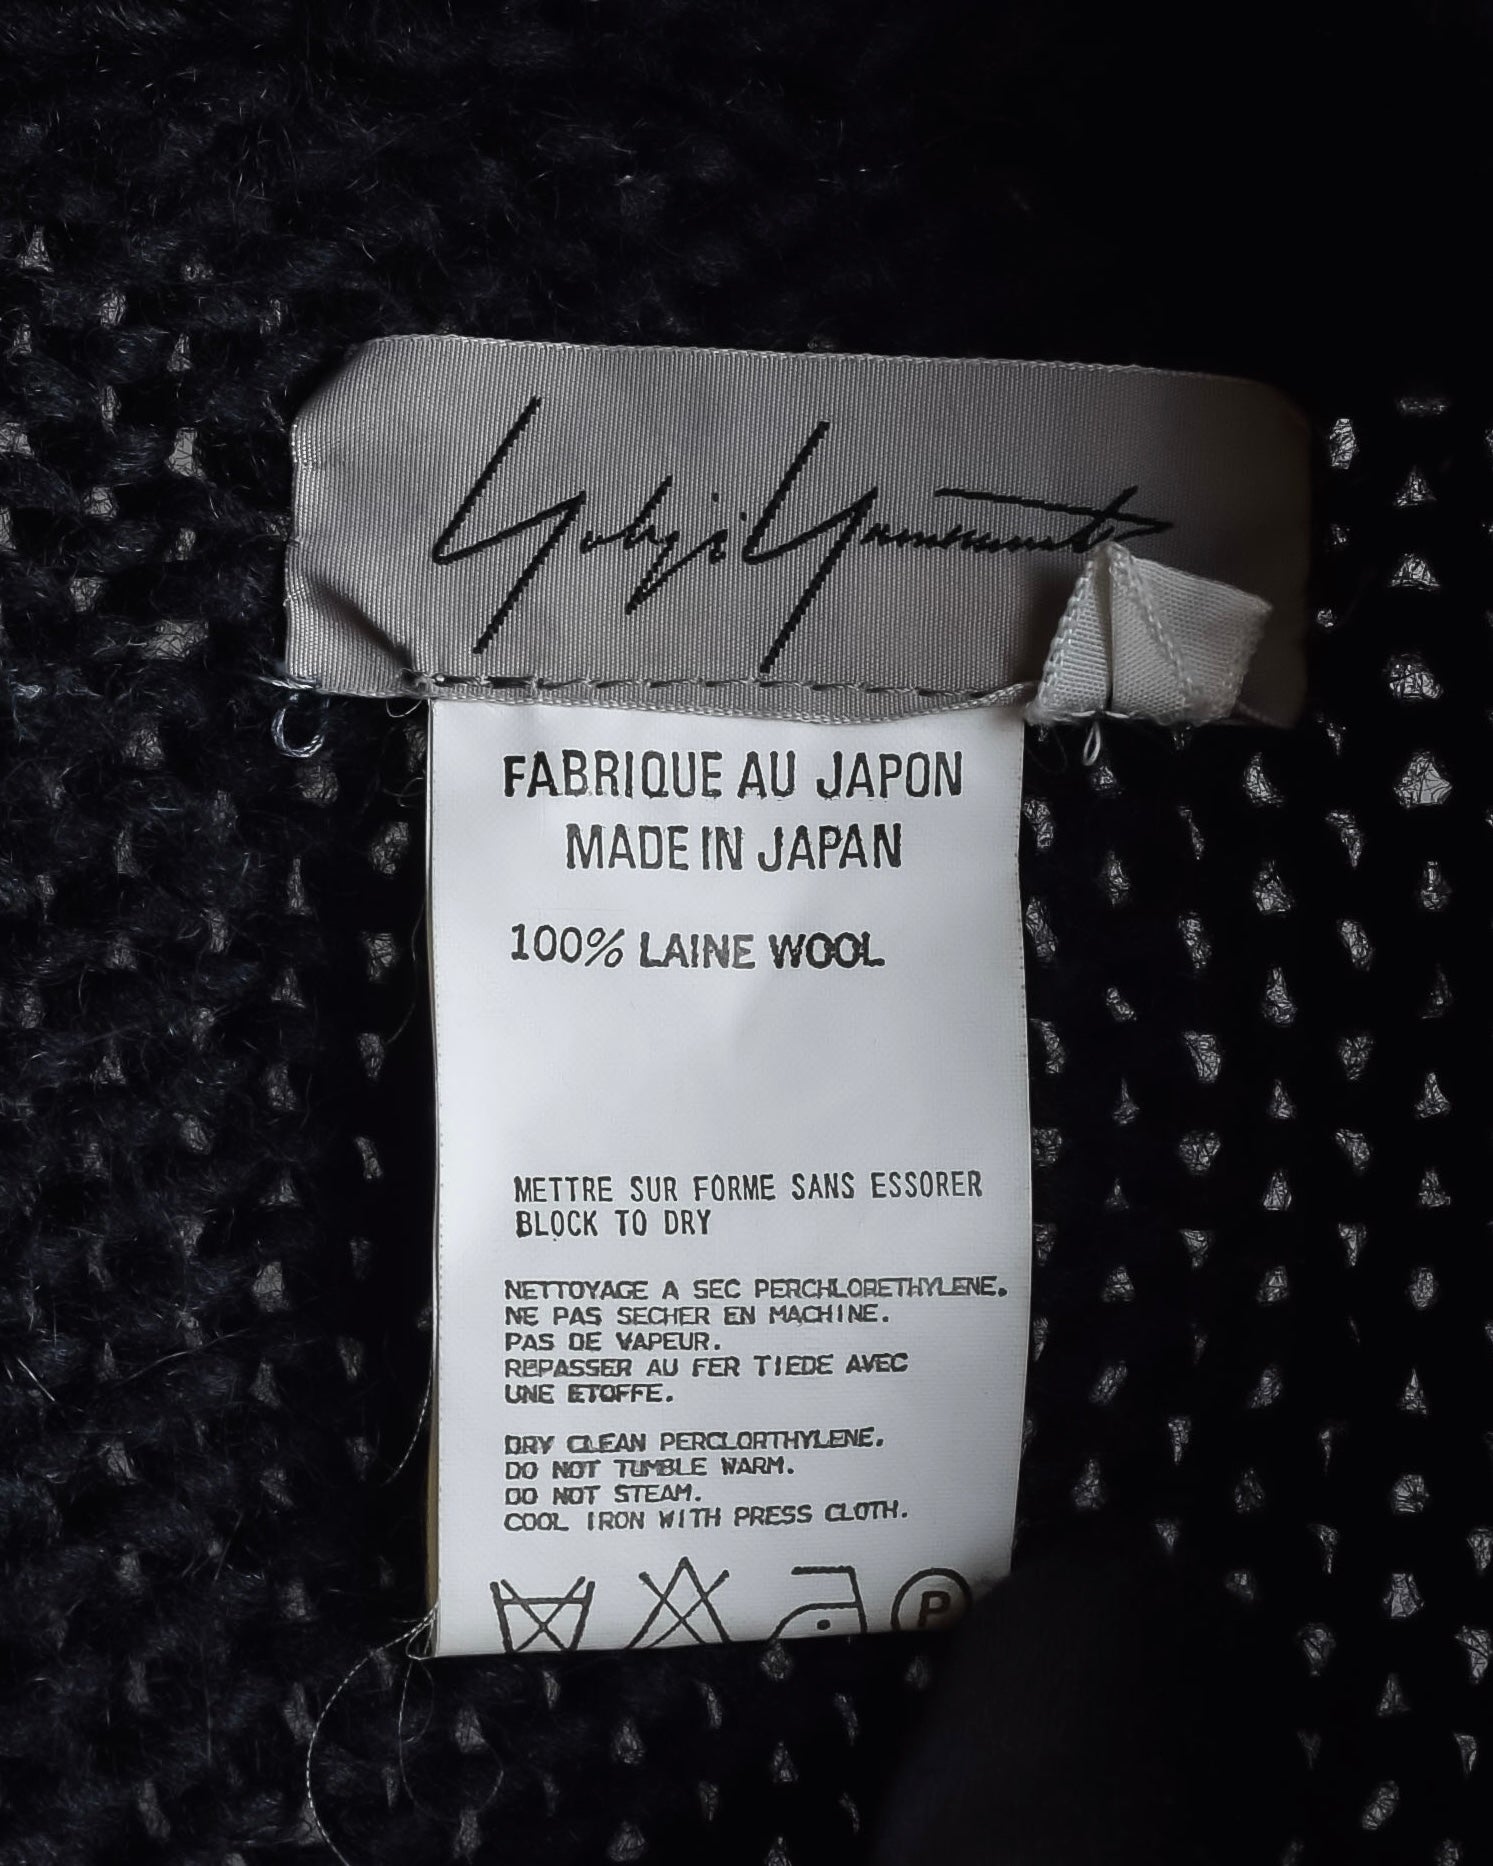 Yohji Yamamoto
FABRIQUE AU JAPON
MADE IN JAPAN
100% LAINE WOOL
METTRE SUR FORME SANS ESSORER
BLOCK TO DRY
NETTOYAGE A SEC PERCHLORETHYLENE.
NE PAS SECHER EN MACHINE.
PAS DE VAPEUR.
REPASSER AU FER TIEDE AVEC
UNE ETOFFE.
DRY CLEAN PERCLORTHYLENE.
DO NOT TUMBLE WARM.
DO NOT STEAM.
COOL IRON WITH PRESS CLOTH.
P